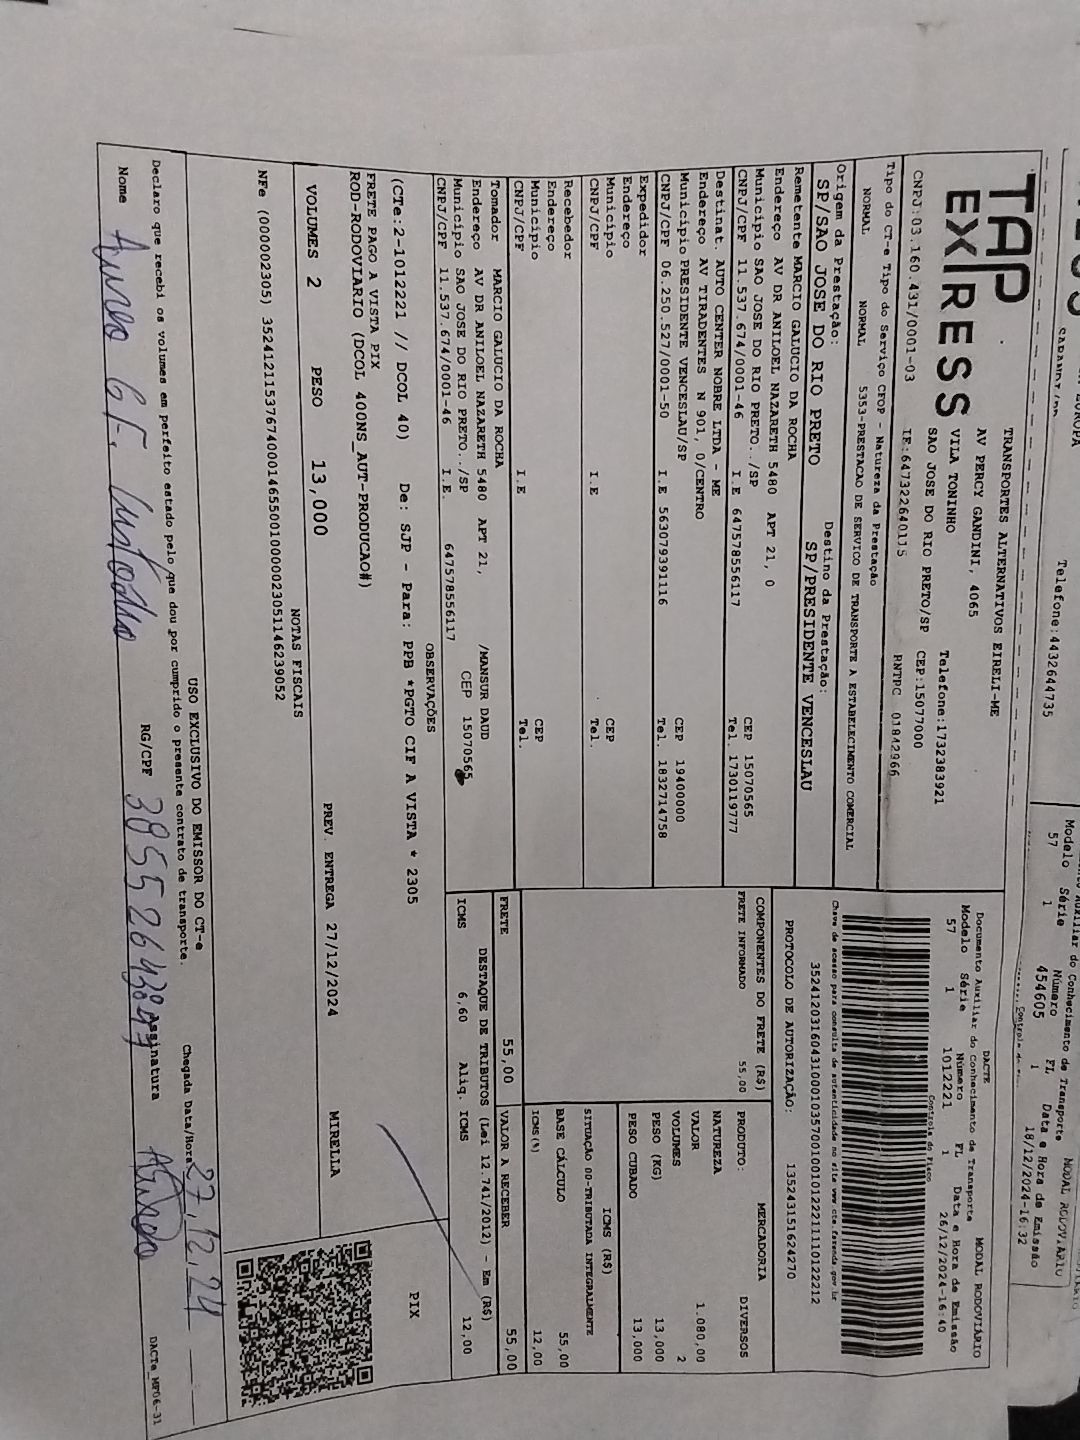 Telefone:4432644735
Modelo Série Número FL Data e Hora de Emissão
57 1 454605 1 18/12/2024-16:32
TAP
EXPRESS
TRANSPORTES ALTERNATIVOS EIRELI-ME
AV PERCY GANDINI, 4065
VILA TONINHO Telefone:1732383921
SAO JOSE DO RIO PRETO/SP CEP:15077000
CNPJ:03.160.431/0001-03 IE:647322640115 RNTPC 01842966
DACTE MODAL RODOVIÁRIO
Documento Auxiliar do Conhecimento de Transporte
Modelo Série Número FL Data e Hora de Emissão
57 1 1012221 1 26/12/2024-16:40
Controle do Fisco
Chave de acesso para consulta de autenticidade no site www.cte.fazenda.gov.br
35241203160431000103570010010122211110122212
PROTOCOLO DE AUTORIZAÇÃO: 135243151624270
Tipo do CT-e Tipo do Serviço CFOP - Natureza da Prestação
NORMAL NORMAL 5353-PRESTACAO DE SERVICO DE TRANSPORTE A ESTABELECIMENTO COMERCIAL
Origem da Prestação: Destino da Prestação:
SP/SAO JOSE DO RIO PRETO SP/PRESIDENTE VENCESLAU
Remetente MARCIO GALUCIO DA ROCHA
Endereço AV DR ANILOEL NAZARETH 5480 APT 21, 0
Município SAO JOSE DO RIO PRETO../SP CEP 15070565
CNPJ/CPF 11.537.674/0001-46 I.E 647578556117 Tel. 1730119777
Destinat. AUTO CENTER NOBRE LTDA - ME
Endereço AV TIRADENTES N 901, 0/CENTRO
Município PRESIDENTE VENCESLAU/SP CEP 19400000
CNPJ/CPF 06.250.527/0001-50 I.E 563079391116 Tel. 1832714758
Expedidor
Endereço
Município CEP
CNPJ/CPF I.E Tel.
Recebedor
Endereço
Município CEP
CNPJ/CPF I.E Tel.
Tomador MARCIO GALUCIO DA ROCHA
Endereço AV DR ANILOEL NAZARETH 5480 APT 21, /MANSUR DAUD
Município SAO JOSE DO RIO PRETO../SP CEP 15070565
CNPJ/CPF 11.537.674/0001-46 I.E. 647578556117
COMPONENTES DO FRETE (R$)
FRETE INFORMADO 55,00
MERCADORIA
PRODUTO: DIVERSOS
NATUREZA
VALOR 1.080,00
VOLUMES 2
PESO (KG) 13,000
PESO CUBADO 13,000
ICMS (R$)
SITUAÇÃO 00-TRIBUTADA INTEGRALMENTE
BASE CÁLCULO 55,00
ICMS(%) 12,00
FRETE 55,00 VALOR A RECEBER 55,00
DESTAQUE DE TRIBUTOS (Lei 12.741/2012) - Em (R$)
ICMS 6,60 Alíq. ICMS 12,00
OBSERVAÇÕES
(CTe:2-1012221 // DCOL 40) De: SJP - Para: PPB *PGTO CIF A VISTA * 2305
FRETE PAGO A VISTA PIX
ROD-RODOVIARIO (DCOL 400NS_AUT-PRODUCAO#)
PIX
VOLUMES 2 PESO 13,000 PREV. ENTREGA 27/12/2024 MIRELLA
NOTAS FISCAIS
NFe (000002305) 35241211537674000146550010000023051146239052
USO EXCLUSIVO DO EMISSOR DO CT-e
Declaro que recebi os volumes em perfeito estado pelo que dou por cumprido o presente contrato de transporte.
Chegada Data/Hora 27.12.24
Nome RG/CPF Assinatura
DACTe_MF06-31